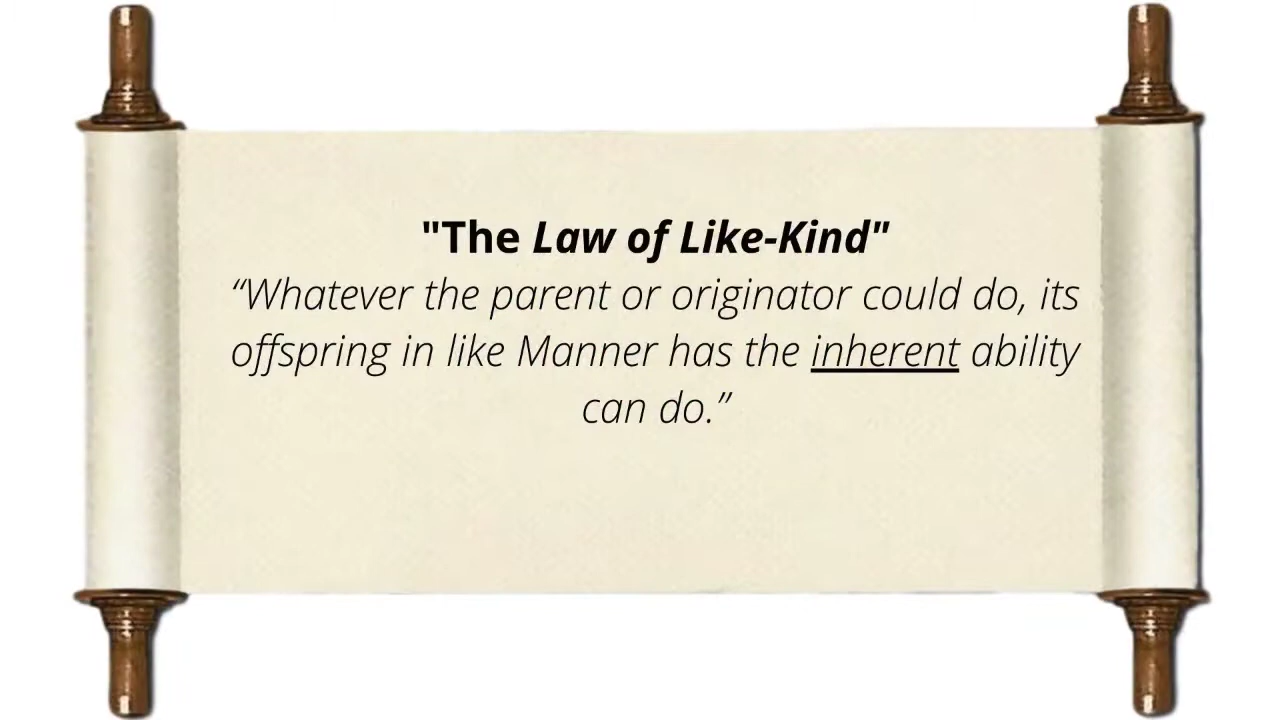 "The Law of Like-Kind"
“Whatever the parent or originator could do, its
offspring in like Manner has the inherent ability
can do.”